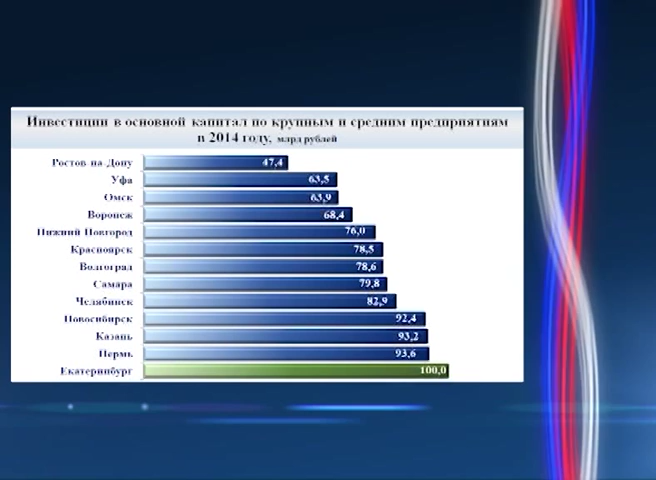 Инвестиции в основной капитал по крупным и средним предприятиям
в 2014 году, млрд рублей
Ростов-на-Дону 47,4
Уфа 63,5
Омск 63,9
Воронеж 68,4
Нижний Новгород 76,0
Красноярск 78,5
Волгоград 78,6
Самара 79,8
Челябинск 82,9
Новосибирск 92,4
Казань 93,2
Пермь 93,6
Екатеринбург 100,0